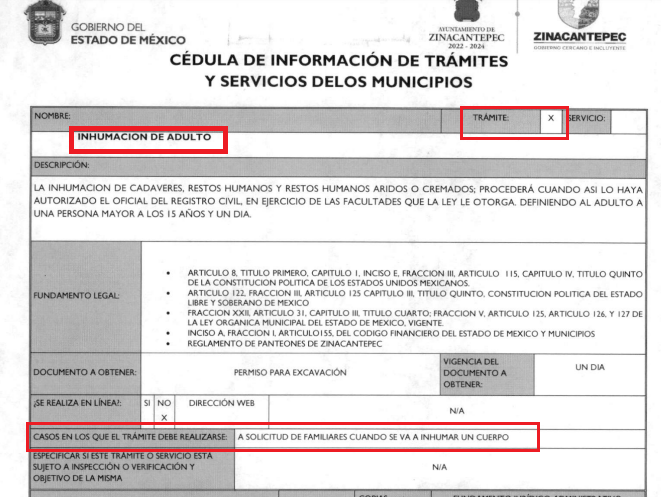 GOBIERNO DEL
ESTADO DE MÉXICO
AYUNTAMIENTO DE
ZINACANTEPEC
2022 - 2024
ZINACANTEPEC
GOBIERNO CERCANO E INCLUYENTE
CÉDULA DE INFORMACIÓN DE TRÁMITES
Y SERVICIOS DELOS MUNICIPIOS
NOMBRE:
TRÁMITE: X SERVICIO:
INHUMACION DE ADULTO
DESCRIPCIÓN:
LA INHUMACION DE CADAVERES, RESTOS HUMANOS Y RESTOS HUMANOS ARIDOS O CREMADOS; PROCEDERÁ CUANDO ASI LO HAYA
AUTORIZADO EL OFICIAL DEL REGISTRO CIVIL, EN EJERCICIO DE LAS FACULTADES QUE LA LEY LE OTORGA. DEFINIENDO AL ADULTO A
UNA PERSONA MAYOR A LOS 15 AÑOS Y UN DIA.
FUNDAMENTO LEGAL:
• ARTICULO 8, TITULO PRIMERO, CAPITULO 1, INCISO E, FRACCION III, ARTICULO 115, CAPITULO IV, TITULO QUINTO
DE LA CONSTITUCION POLITICA DE LOS ESTADOS UNIDOS MEXICANOS.
• ARTICULO 122, FRACCION III, ARTICULO 125 CAPITULO III, TITULO QUINTO, CONSTITUCION POLITICA DEL ESTADO
LIBRE Y SOBERANO DE MEXICO
• FRACCION XXII, ARTICULO 31, CAPITULO III, TITULO CUARTO; FRACCION V, ARTICULO 125, ARTICULO 126, Y 127 DE
LA LEY ORGANICA MUNICIPAL DEL ESTADO DE MEXICO, VIGENTE.
• INCISO A, FRACCION I, ARTICULO155, DEL CODIGO FINANCIERO DEL ESTADO DE MEXICO Y MUNICIPIOS
• REGLAMENTO DE PANTEONES DE ZINACANTEPEC
DOCUMENTO A OBTENER:
PERMISO PARA EXCAVACIÓN
VIGENCIA DEL
DOCUMENTO A
OBTENER:
UN DIA
¿SE REALIZA EN LÍNEA?:
SI NO
X
DIRECCIÓN WEB
N/A
CASOS EN LOS QUE EL TRÁMITE DEBE REALIZARSE: A SOLICITUD DE FAMILIARES CUANDO SE VA A INHUMAR UN CUERPO
ESPECIFICAR SI ESTE TRÁMITE O SERVICIO ESTÁ
SUJETO A INSPECCIÓN O VERIFICACIÓN Y
OBJETIVO DE LA MISMA
N/A
COPIAS
FUNDAMENTO JURÍDICO ADMINISTRATIVO